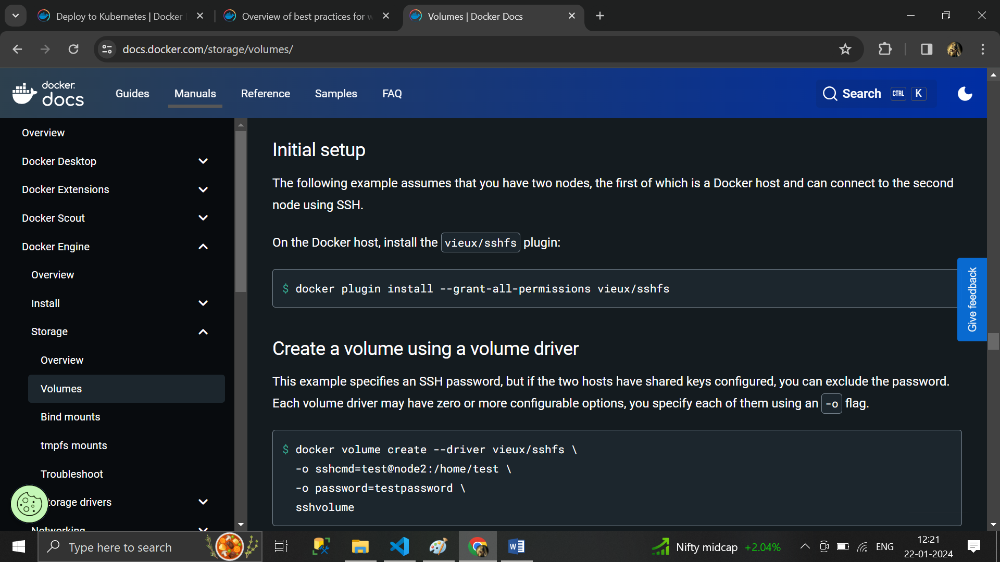 Deploy to Kubernetes | Docker
Overview of best practices for w
Volumes | Docker Docs
docs.docker.com/storage/volumes/
docker
docs
Guides
Manuals
Reference
Samples
FAQ
Search
CTRL
K
Overview
Docker Desktop
Docker Extensions
Docker Scout
Docker Engine
Overview
Install
Storage
Overview
Volumes
Bind mounts
tmpfs mounts
Troubleshoot
torage drivers
Networking
Initial setup
The following example assumes that you have two nodes, the first of which is a Docker host and can connect to the second
node using SSH.
On the Docker host, install the vieux/sshfs plugin:
$ docker plugin install --grant-all-permissions vieux/sshfs
Create a volume using a volume driver
This example specifies an SSH password, but if the two hosts have shared keys configured, you can exclude the password.
Each volume driver may have zero or more configurable options, you specify each of them using an -o flag.
$ docker volume create --driver vieux/sshfs \
-o sshcmd=test@node2:/home/test \
-o password=testpassword \
sshvolume
Give feedback
Type here to search
Nifty midcap +2.04%
ENG
12:21
22-01-2024